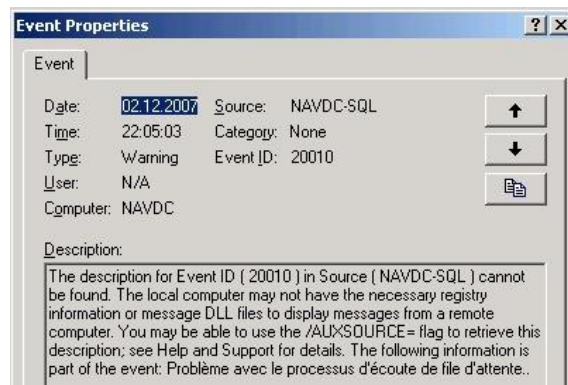 Event Properties
Event
Date: 02.12.2007 Source: NAVDC-SQL
Time: 22:05:03 Category: None
Type: Warning Event ID: 20010
User: N/A
Computer: NAVDC
Description:
The description for Event ID ( 20010 ) in Source ( NAVDC-SQL ) cannot
be found. The local computer may not have the necessary registry
information or message DLL files to display messages from a remote
computer. You may be able to use the /AUXSOURCE= flag to retrieve this
description; see Help and Support for details. The following information is
part of the event: Problème avec le processus d'écoute de file d'attente..